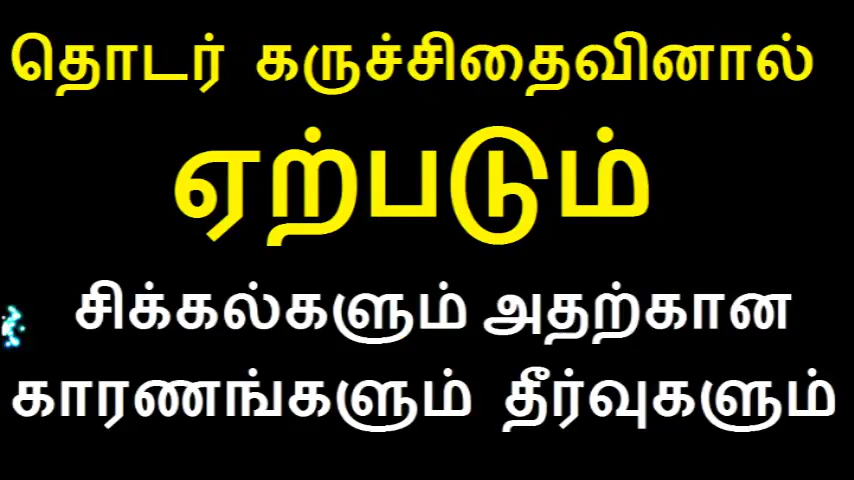 தொடர் கருச்சிதைவினால்
ஏற்படும்
சிக்கல்களும் அதற்கான
காரணங்களும் தீர்வுகளும்